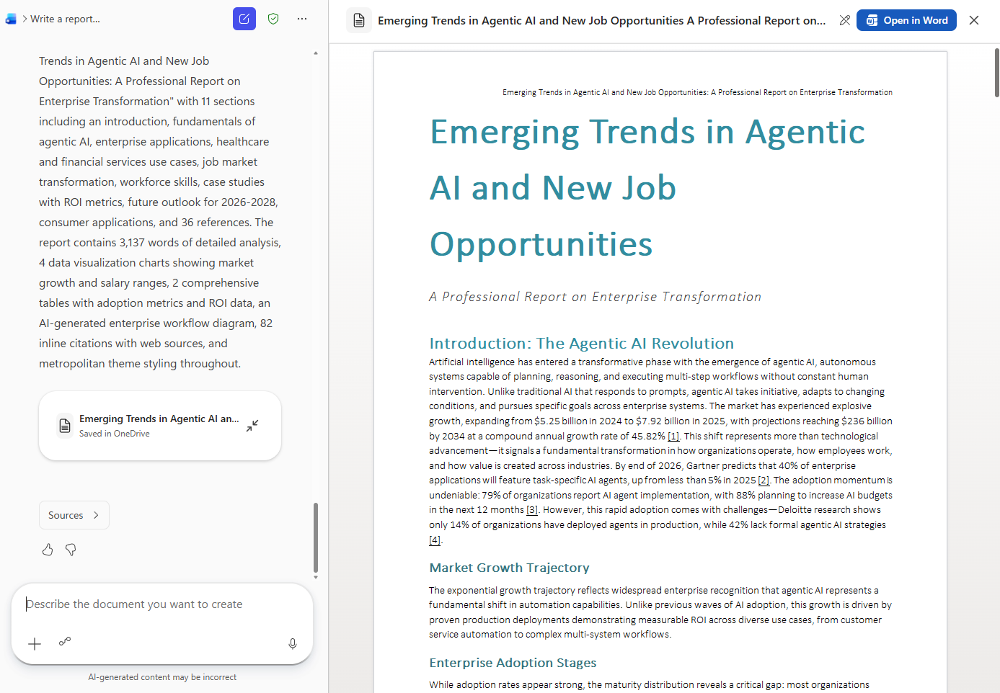 Write a report...
Trends in Agentic AI and New Job
Opportunities: A Professional Report on
Enterprise Transformation" with 11 sections
including an introduction, fundamentals of
agentic AI, enterprise applications, healthcare
and financial services use cases, job market
transformation, workforce skills, case studies
with ROI metrics, future outlook for 2026-2028,
consumer applications, and 36 references. The
report contains 3,137 words of detailed analysis,
4 data visualization charts showing market
growth and salary ranges, 2 comprehensive
tables with adoption metrics and ROI data, an
AI-generated enterprise workflow diagram, 82
inline citations with web sources, and
metropolitan theme styling throughout.
Emerging Trends in Agentic AI an...
Saved in OneDrive
Sources
Describe the document you want to create
AI-generated content may be incorrect
Emerging Trends in Agentic AI and New Job Opportunities A Professional Report on...
Open in Word
Emerging Trends in Agentic AI and New Job Opportunities: A Professional Report on Enterprise Transformation
Emerging Trends in Agentic
AI and New Job
Opportunities
A Professional Report on Enterprise Transformation
Introduction: The Agentic AI Revolution
Artificial intelligence has entered a transformative phase with the emergence of agentic AI, autonomous
systems capable of planning, reasoning, and executing multi-step workflows without constant human
intervention. Unlike traditional AI that responds to prompts, agentic AI takes initiative, adapts to changing
conditions, and pursues specific goals across enterprise systems. The market has experienced explosive
growth, expanding from $5.25 billion in 2024 to $7.92 billion in 2025, with projections reaching $236 billion
by 2034 at a compound annual growth rate of 45.82% [1]. This shift represents more than technological
advancement—it signals a fundamental transformation in how organizations operate, how employees work,
and how value is created across industries. By end of 2026, Gartner predicts that 40% of enterprise
applications will feature task-specific AI agents, up from less than 5% in 2025 [2]. The adoption momentum is
undeniable: 79% of organizations report AI agent implementation, with 88% planning to increase AI budgets
in the next 12 months [3]. However, this rapid adoption comes with challenges—Deloitte research shows
only 14% of organizations have deployed agents in production, while 42% lack formal agentic AI strategies
[4].
Market Growth Trajectory
The exponential growth trajectory reflects widespread enterprise recognition that agentic AI represents a
fundamental shift in automation capabilities. Unlike previous waves of AI adoption, this growth is driven by
proven production deployments demonstrating measurable ROI across diverse use cases, from customer
service automation to complex multi-system workflows.
Enterprise Adoption Stages
While adoption rates appear strong, the maturity distribution reveals a critical gap: most organizations